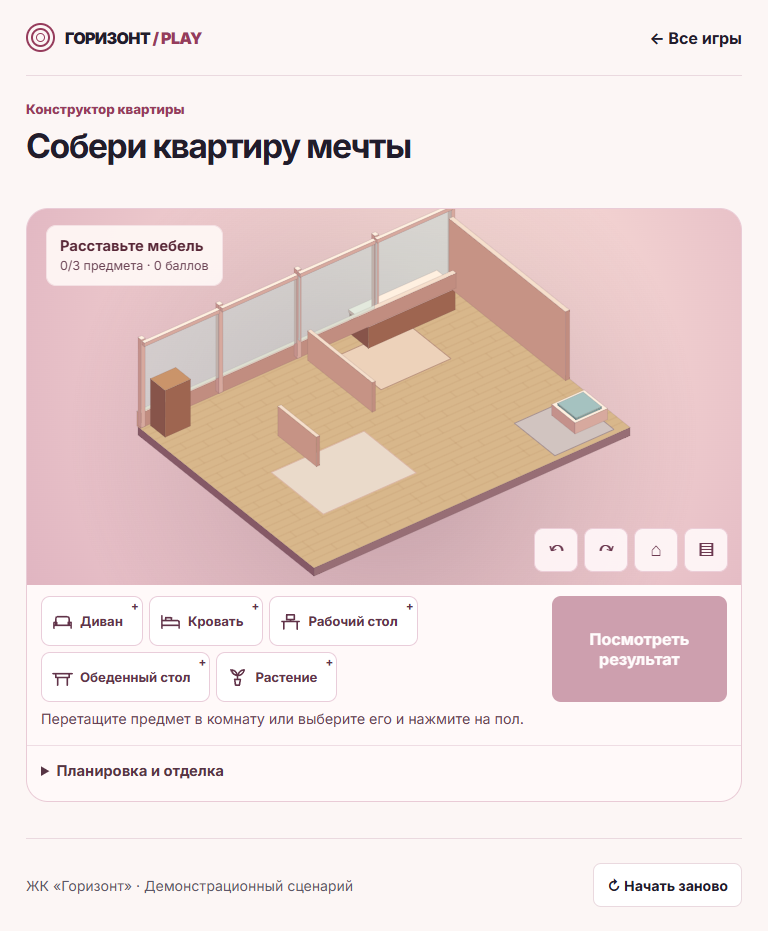 ГОРИЗОНТ / PLAY
← Все игры
Конструктор квартиры
Собери квартиру мечты
Расставьте мебель
0/3 предмета · 0 баллов
Диван +
Кровать +
Рабочий стол +
Обеденный стол +
Растение +
Посмотреть
результат
Перетащите предмет в комнату или выберите его и нажмите на пол.
▶ Планировка и отделка
ЖК «Горизонт» · Демонстрационный сценарий
↻ Начать заново